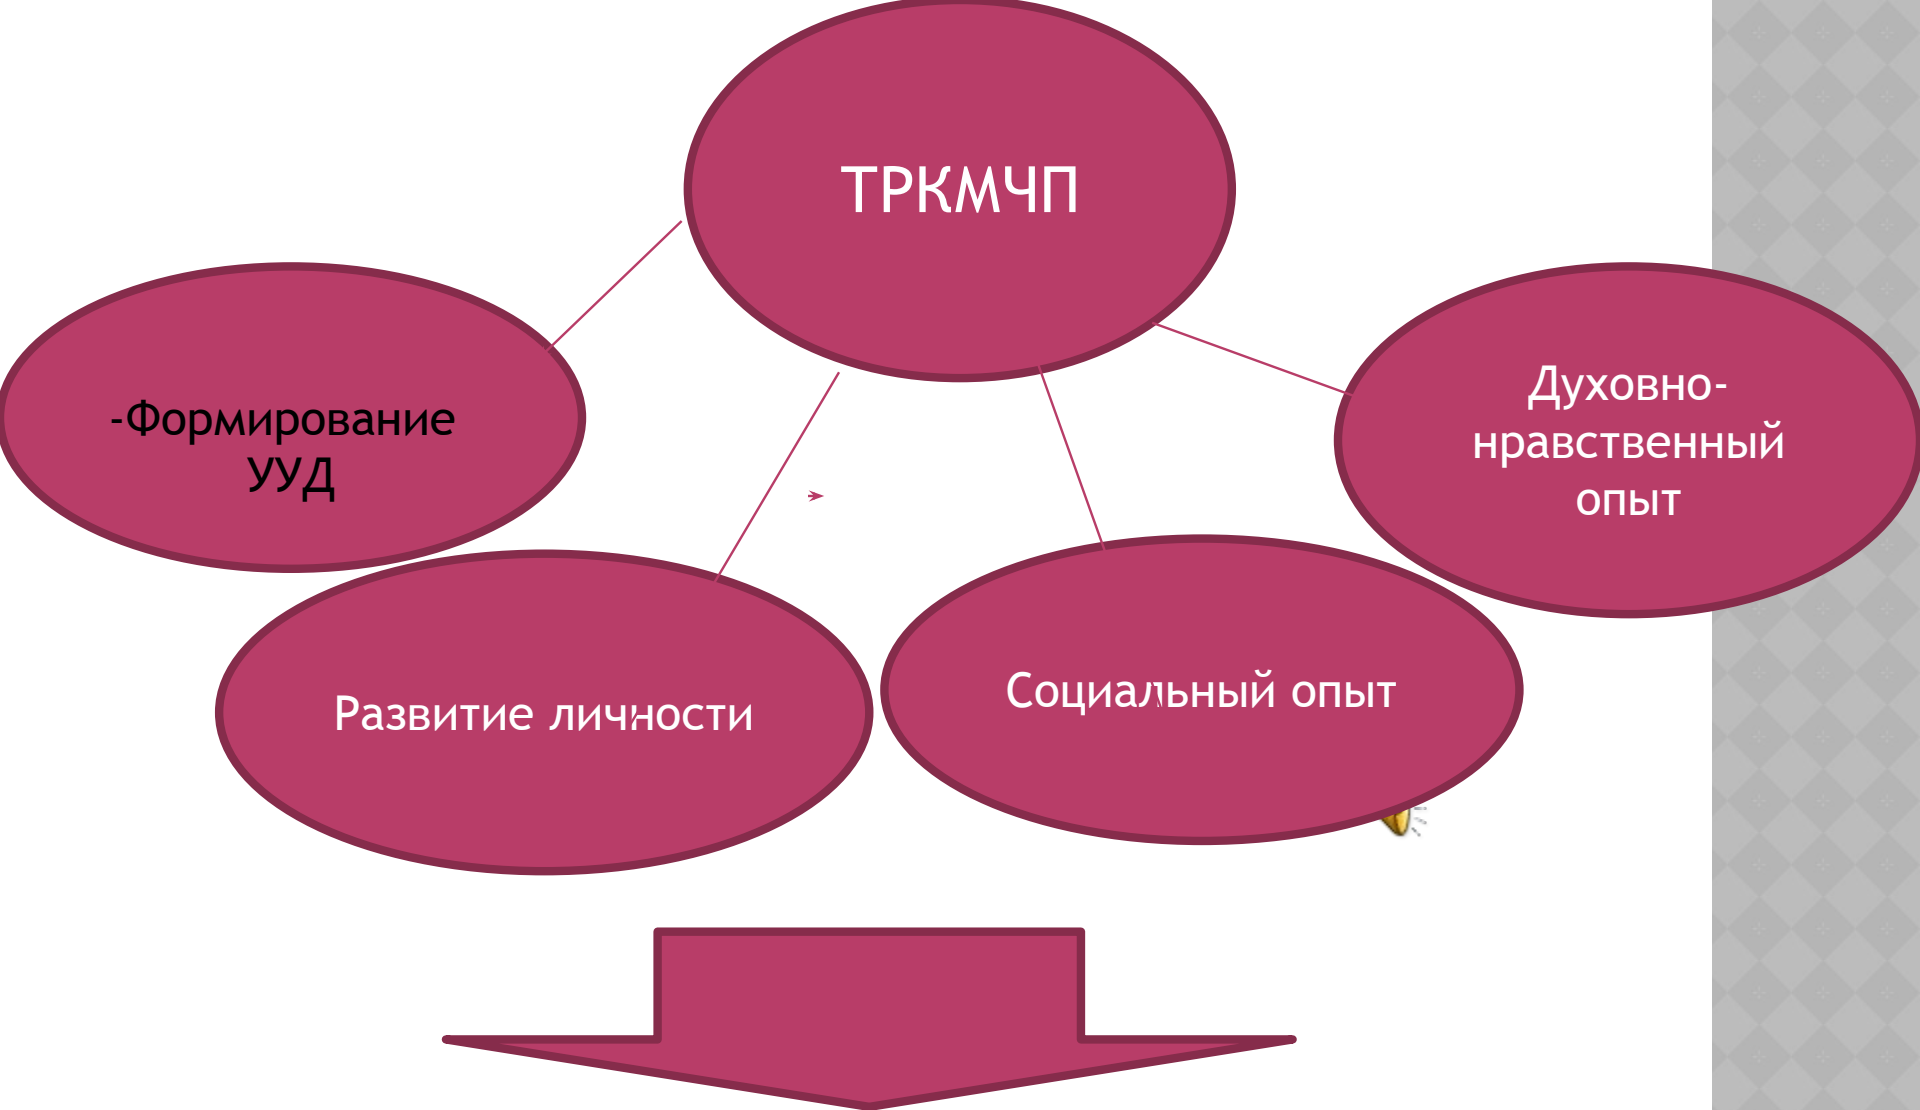 ТРКМЧП
-Формирование
УУД
Духовно-
нравственный
опыт
Развитие личности
Социальный опыт